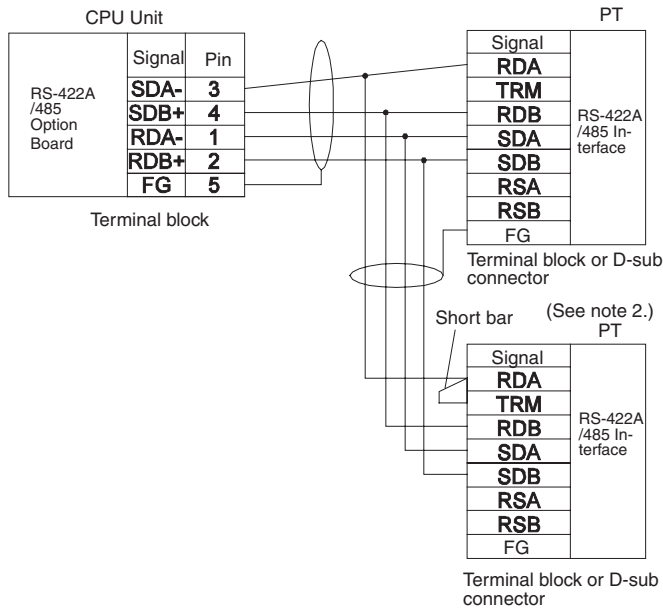 CPU Unit
PT
Signal Pin
RS-422A
/485
Option
Board
SDA- 3
SDB+ 4
RDA- 1
RDB+ 2
FG 5
Terminal block
Signal
RDA
TRM
RDB
SDA
SDB
RSA
RSB
FG
RS-422A
/485 In-
terface
Terminal block or D-sub
connector
Short bar
(See note 2.)
PT
Signal
RDA
TRM
RDB
SDA
SDB
RSA
RSB
FG
RS-422A
/485 In-
terface
Terminal block or D-sub
connector